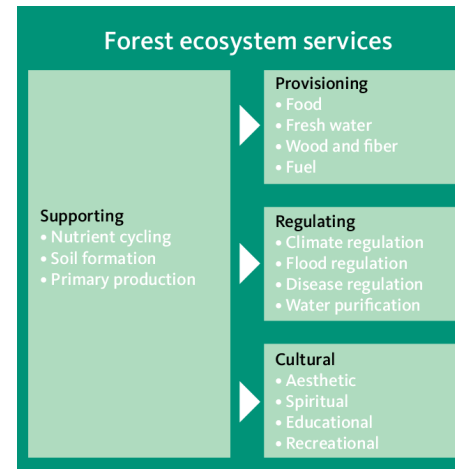 Forest ecosystem services
Supporting
• Nutrient cycling
• Soil formation
• Primary production
Provisioning
• Food
• Fresh water
• Wood and fiber
• Fuel
Regulating
• Climate regulation
• Flood regulation
• Disease regulation
• Water purification
Cultural
• Aesthetic
• Spiritual
• Educational
• Recreational